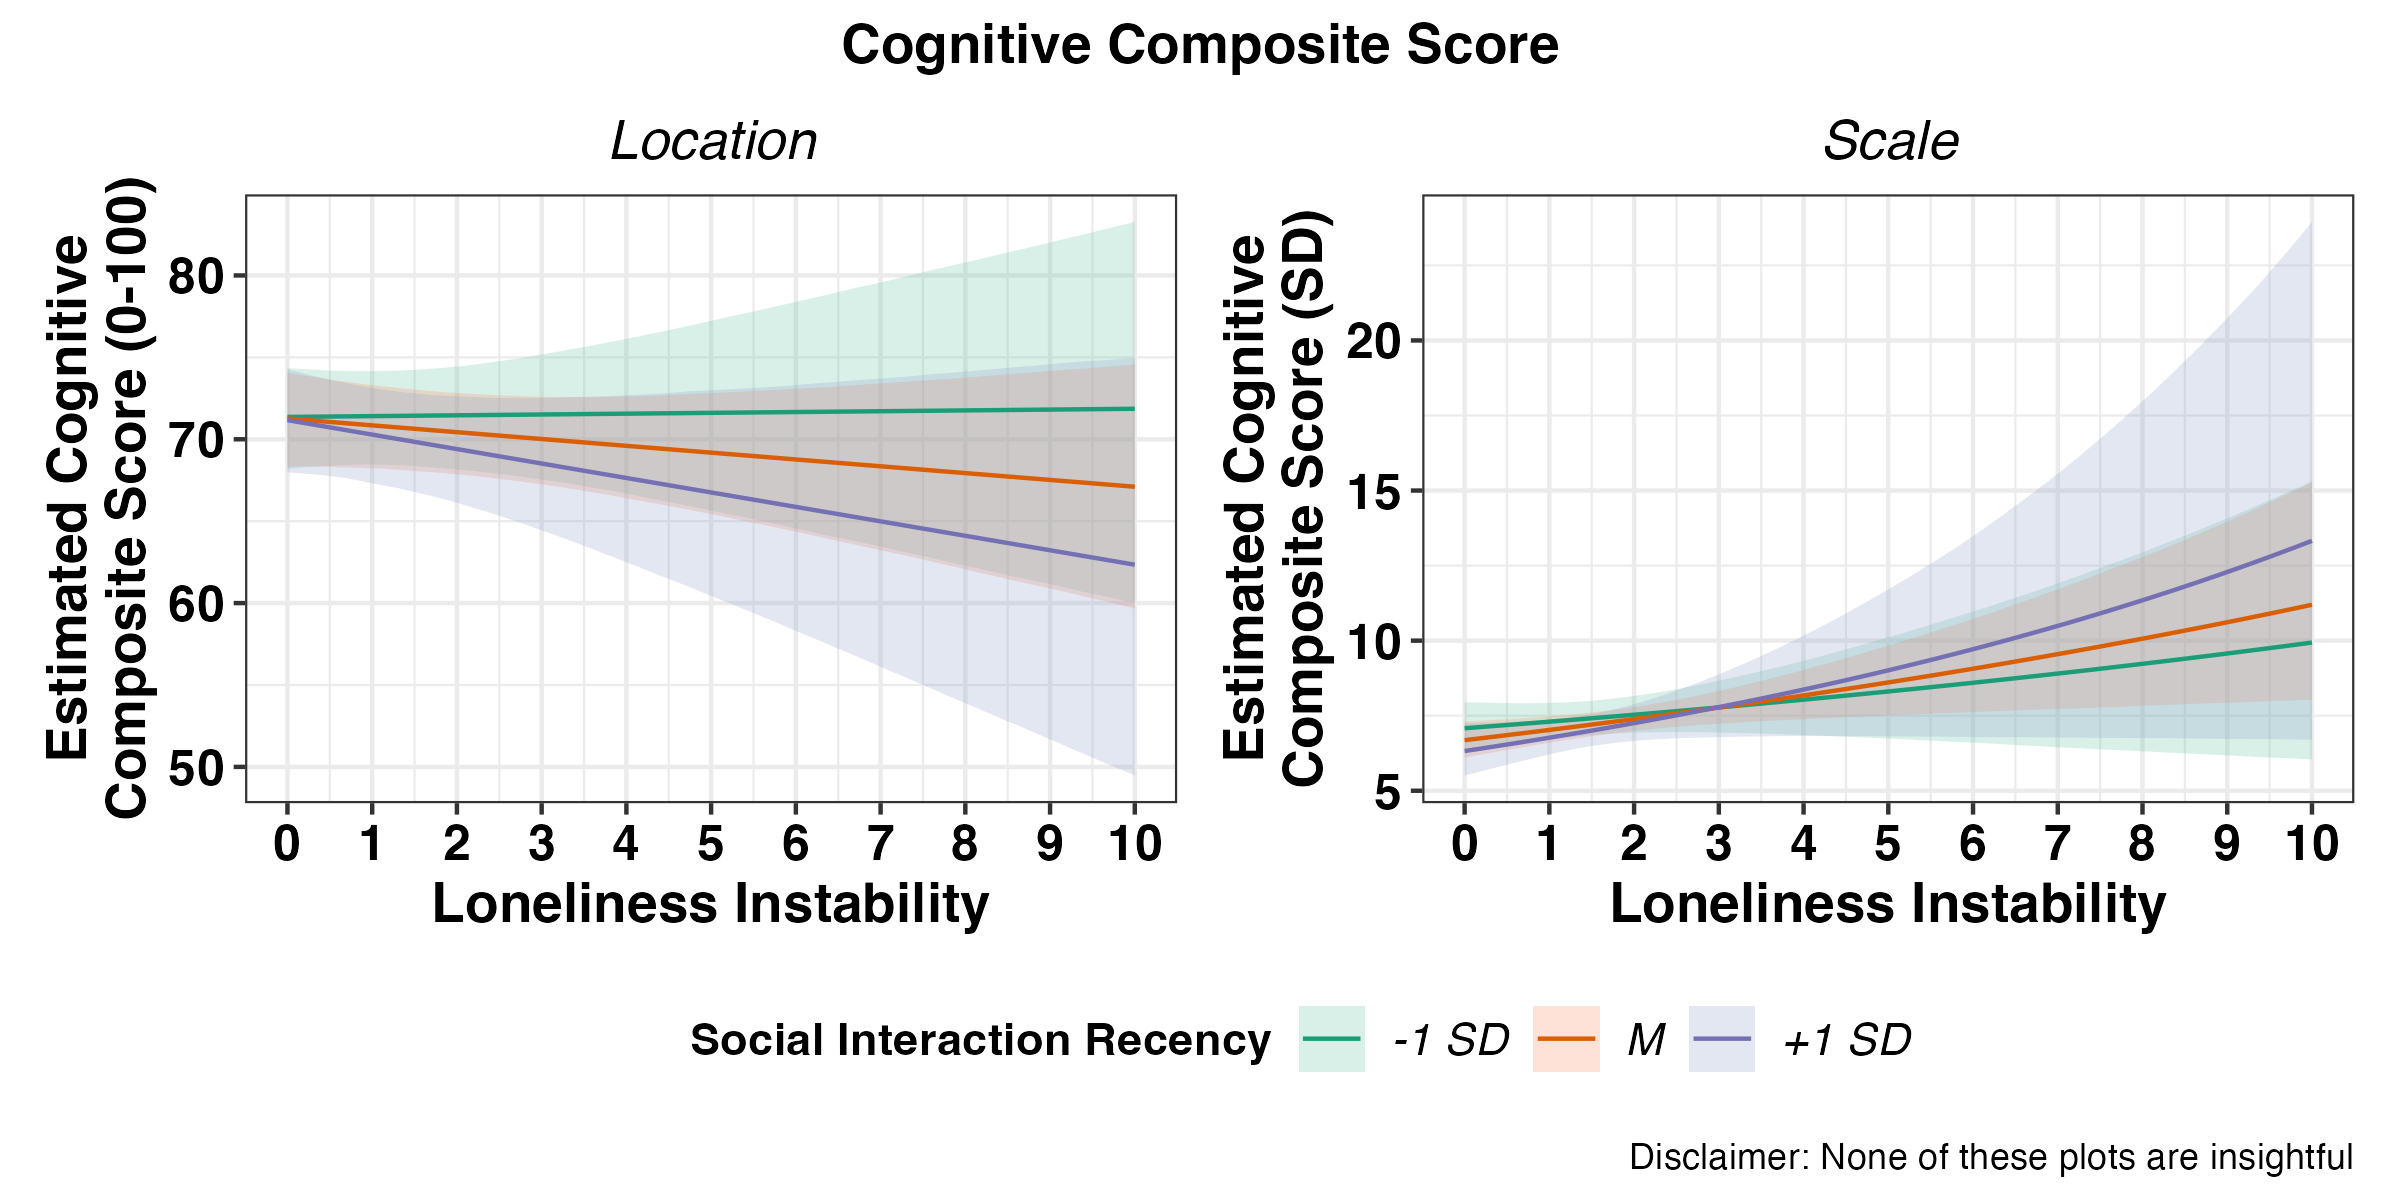 Cognitive Composite Score
Location
Scale
Estimated Cognitive
Composite Score (0-100)
80
70
60
50
0 1 2 3 4 5 6 7 8 9 10
Loneliness Instability
Estimated Cognitive
Composite Score (SD)
20
15
10
5
0 1 2 3 4 5 6 7 8 9 10
Loneliness Instability
Social Interaction Recency -1 SD M +1 SD
Disclaimer: None of these plots are insightful